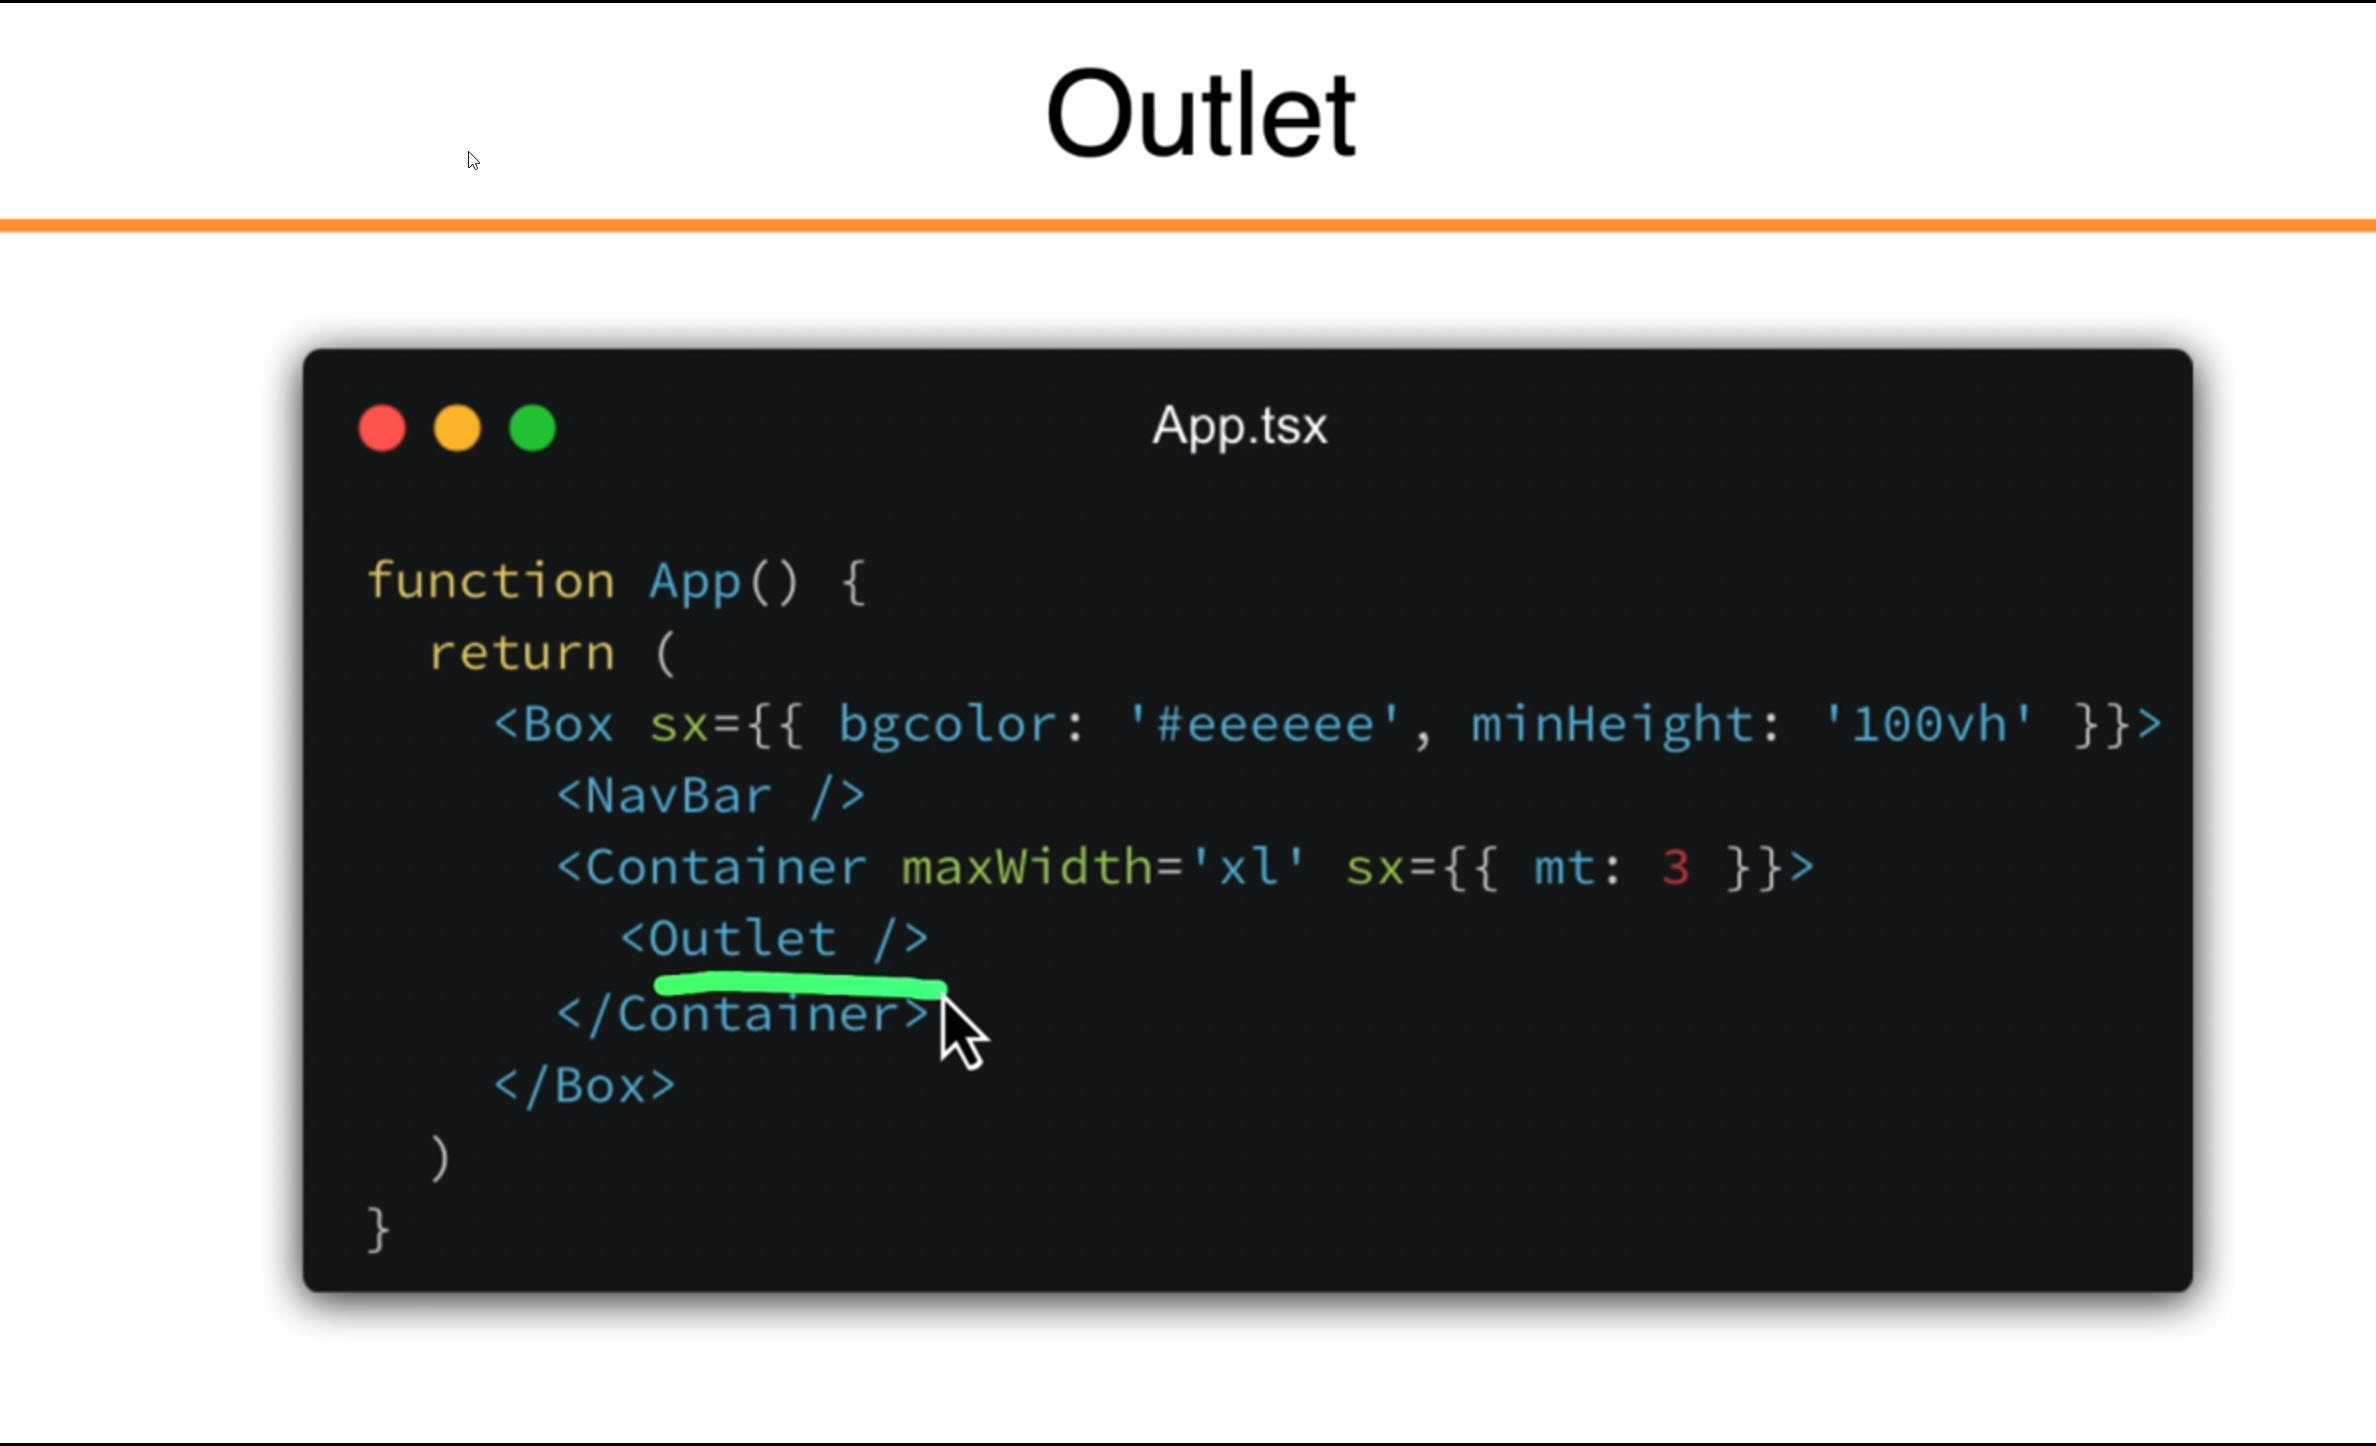 Outlet
App.tsx
function App() {
  return (
    <Box sx={{ bgcolor: '#eeeeee', minHeight: '100vh' }}>
      <NavBar />
      <Container maxWidth='xl' sx={{ mt: 3 }}>
        <Outlet />
      </Container>
    </Box>
  )
}